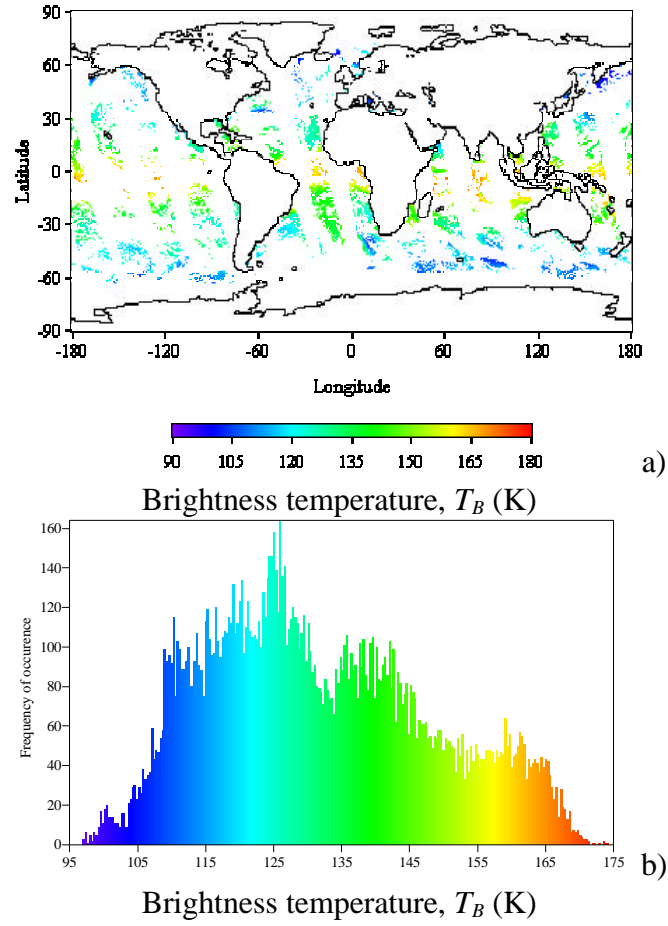 90
60
30
0
-30
-60
-90
Latitude
-180 -120 -60 0 60 120 180
Longitude
90 105 120 135 150 165 180
a)
Brightness temperature, T_B (K)
160
140
120
100
80
60
40
20
0
Frequency of occurence
95 105 115 125 135 145 155 165 175
b)
Brightness temperature, T_B (K)